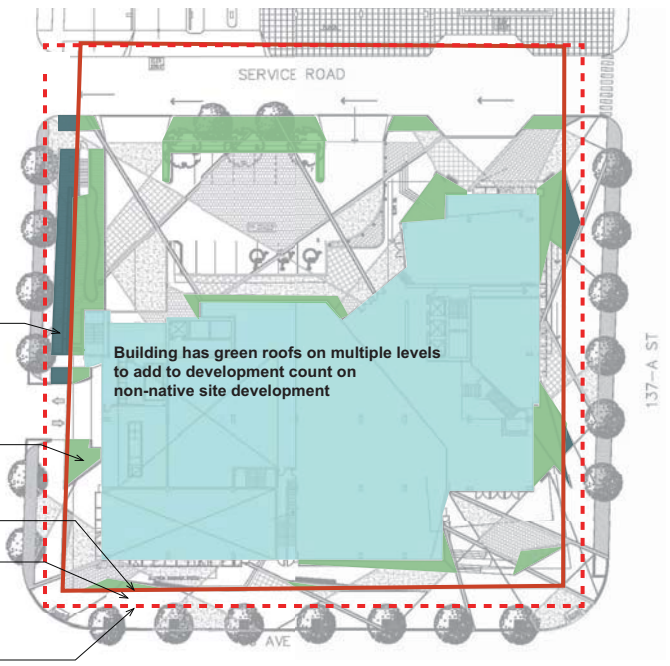 SERVICE ROAD
Building has green roofs on multiple levels
to add to development count on
non-native site development
137-A ST
AVE